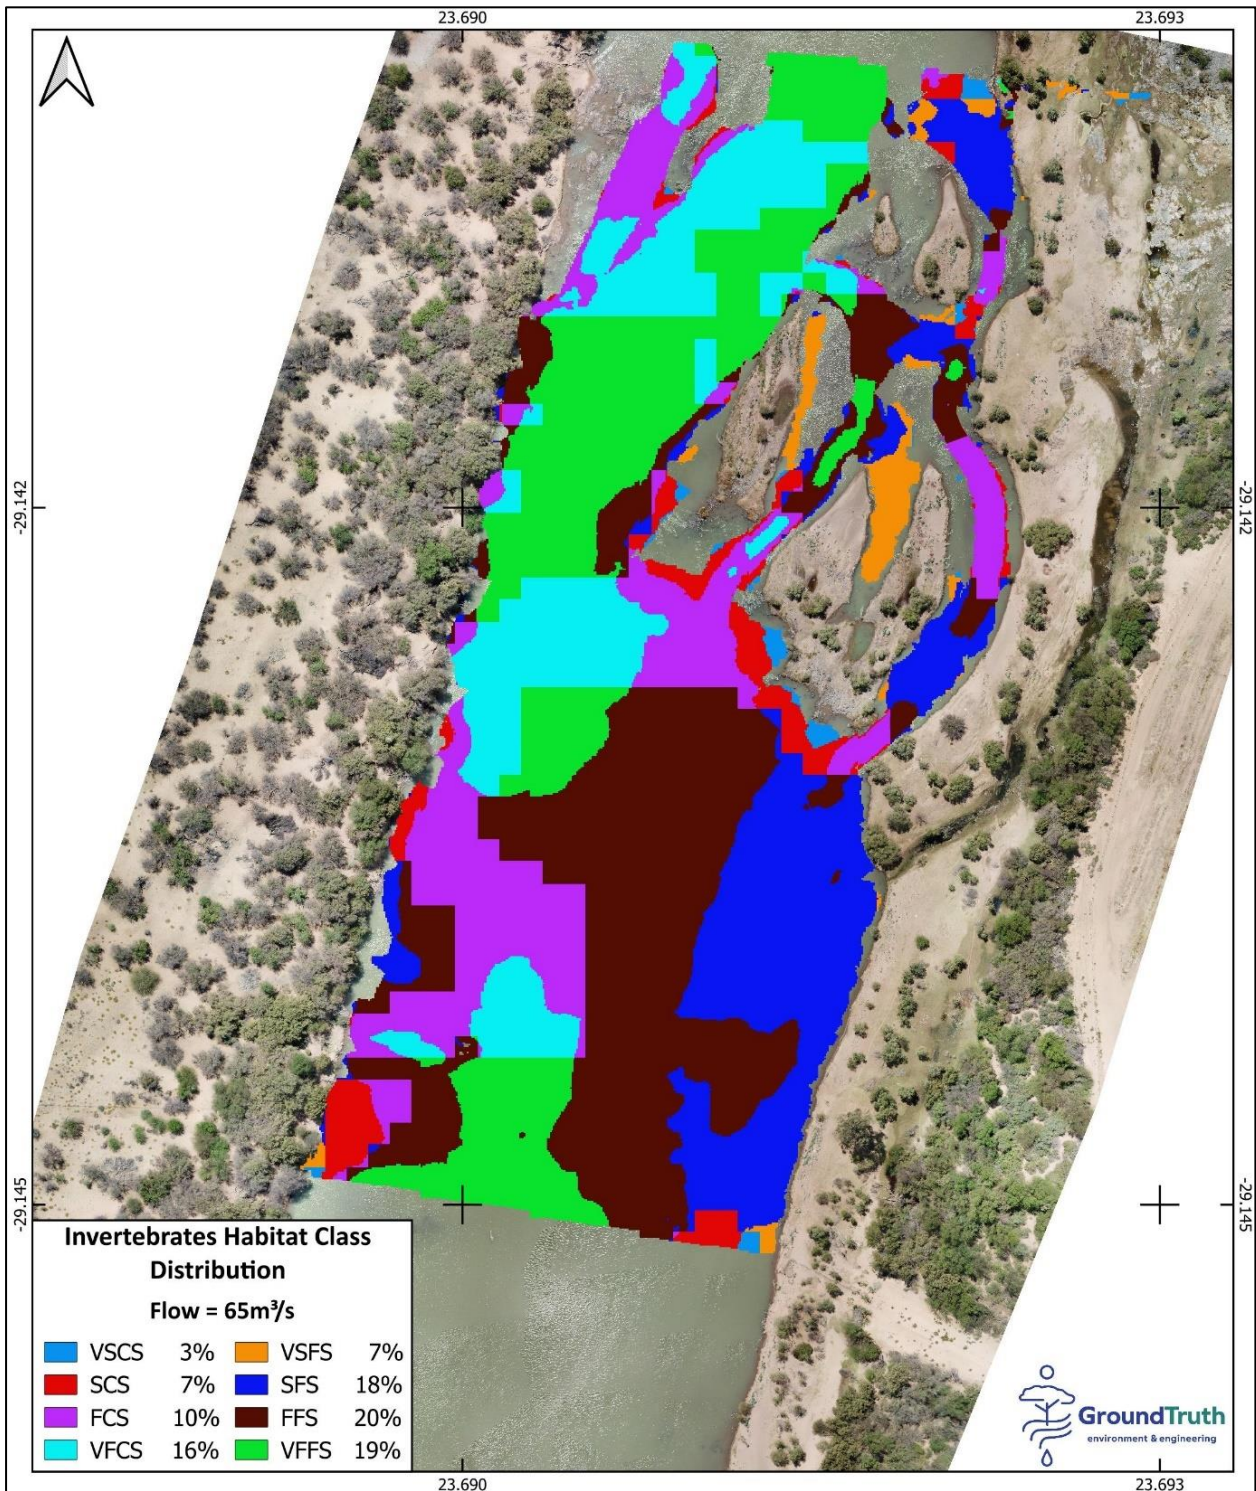 23.690
23.693
-29.142
-29.142
-29.145
-29.145
Invertebrates Habitat Class
Distribution
Flow = 65m³/s
VSCS 3% VSFS 7%
SCS 7% SFS 18%
FCS 10% FFS 20%
VFCS 16% VFFS 19%
GroundTruth
environment & engineering
23.690
23.693